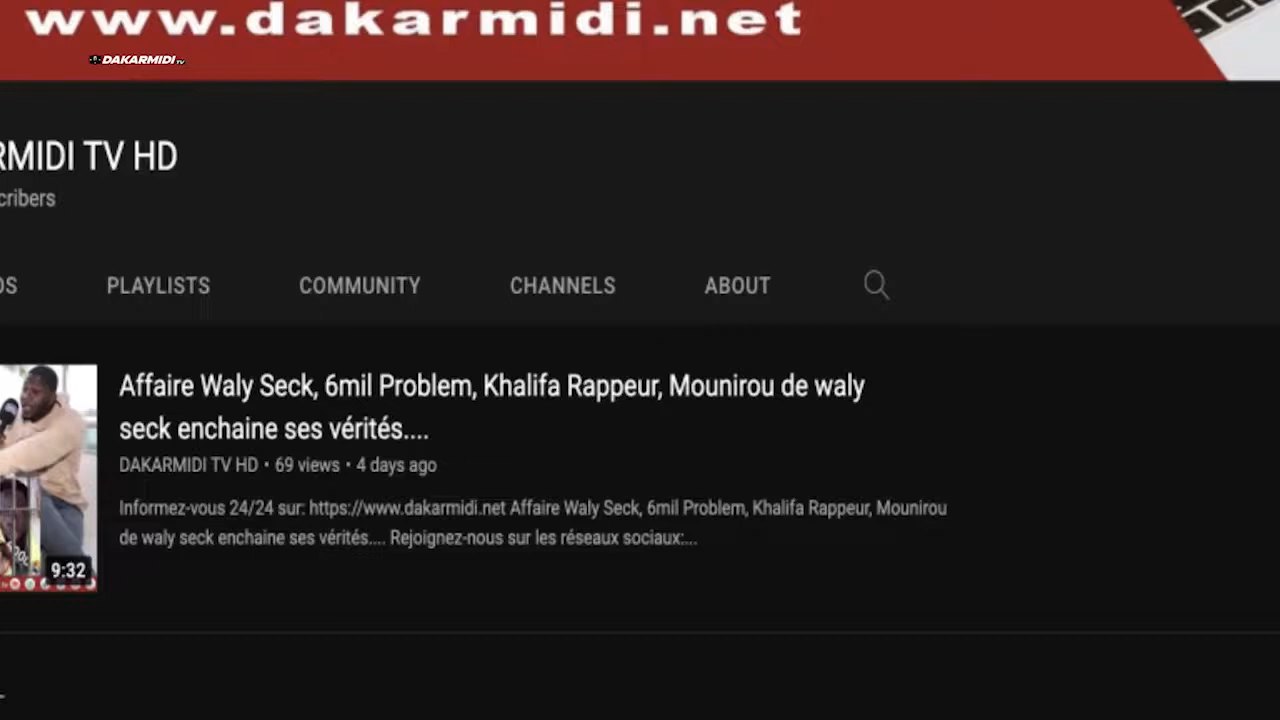 www.dakarmidi.net
DAKARMIDI TV
RMIDI TV HD
cribers
OS
PLAYLISTS
COMMUNITY
CHANNELS
ABOUT
Affaire Waly Seck, 6mil Problem, Khalifa Rappeur, Mounirou de waly
seck enchaine ses vérités....
DAKARMIDI TV HD • 69 views • 4 days ago
Informez-vous 24/24 sur: https://www.dakarmidi.net Affaire Waly Seck, 6mil Problem, Khalifa Rappeur, Mounirou
de waly seck enchaine ses vérités.... Rejoignez-nous sur les réseaux sociaux:...
9:32